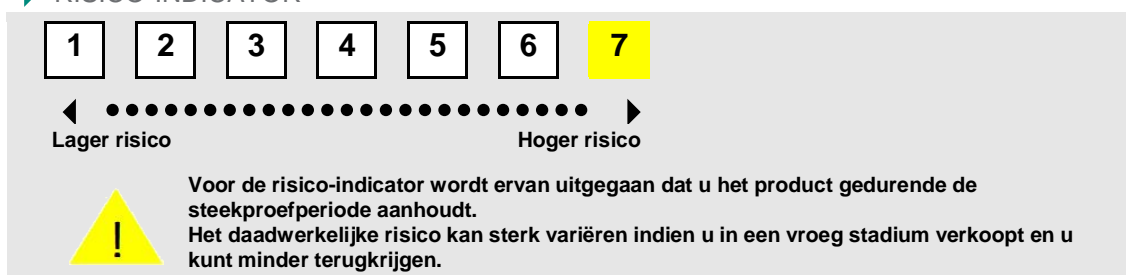 RISICO-INDICATOR
1 2 3 4 5 6 7
Lager risico Hoger risico
Voor de risico-indicator wordt ervan uitgegaan dat u het product gedurende de
steekproefperiode aanhoudt.
Het daadwerkelijke risico kan sterk variëren indien u in een vroeg stadium verkoopt en u
kunt minder terugkrijgen.
!